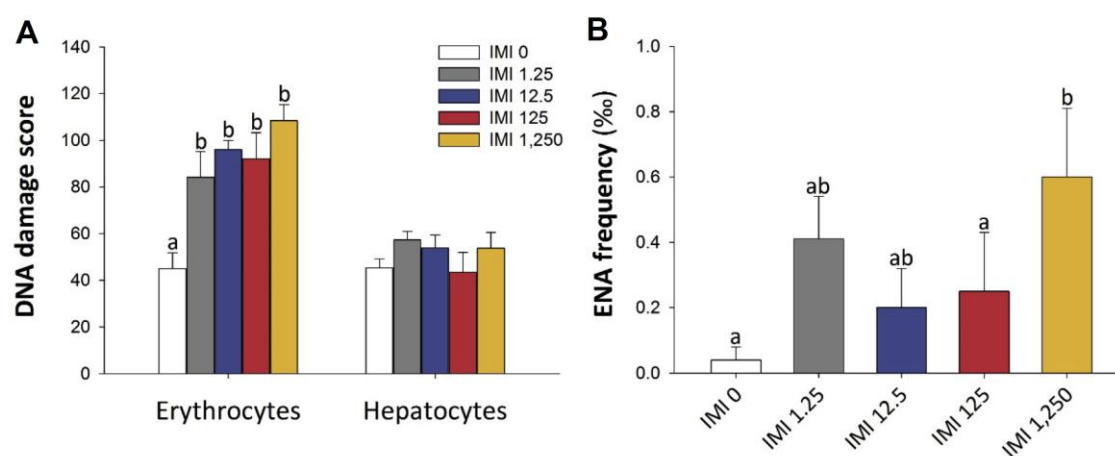 A
DNA damage score
140
120
100
80
60
40
20
0
IMI 0
IMI 1.25
IMI 12.5
IMI 125
IMI 1,250
a
b
b
b
b
Erythrocytes
Hepatocytes
B
ENA frequency (‰)
1.0
0.8
0.6
0.4
0.2
0.0
a
ab
ab
a
b
IMI 0
IMI 1.25
IMI 12.5
IMI 125
IMI 1,250